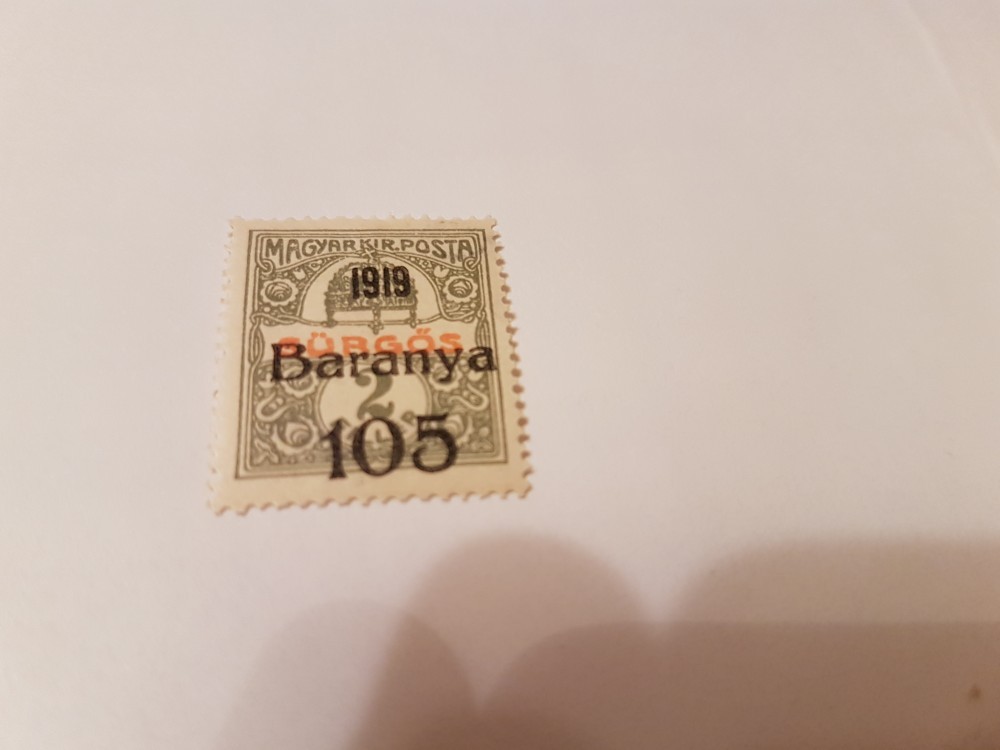 MAGYAR KIR. POSTA
1919
SÜRGŐS
Baranya
2
105